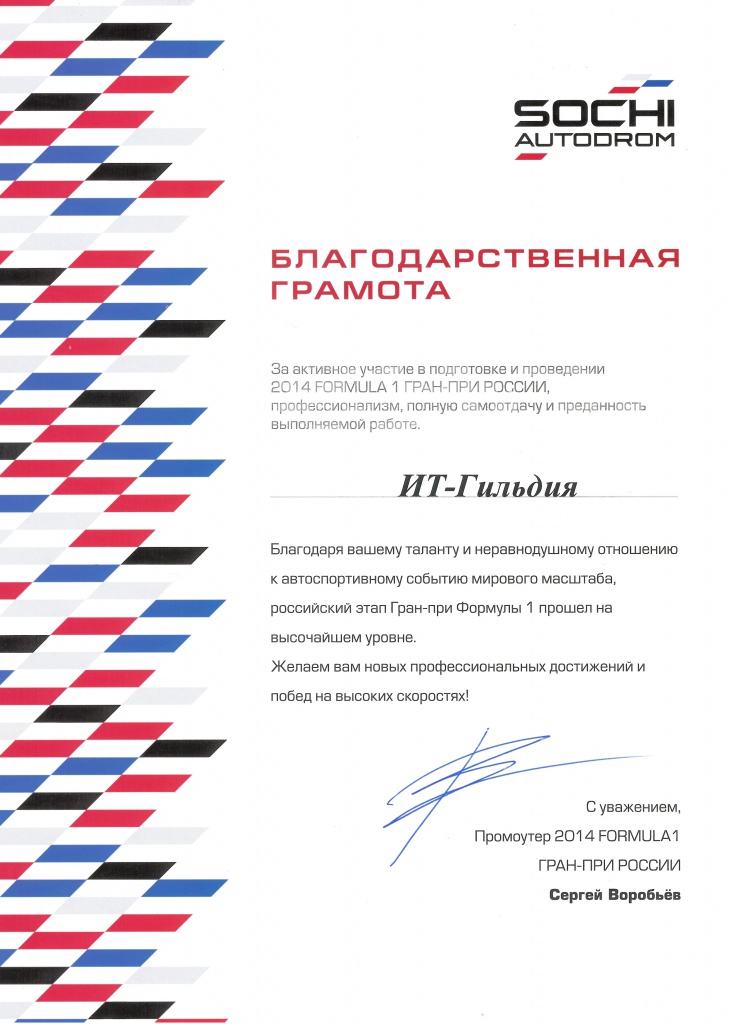 SOCHI
AUTODROM
БЛАГОДАРСТВЕННАЯ
ГРАМОТА
За активное участие в подготовке и проведении
2014 FORMULA 1 ГРАН-ПРИ РОССИИ,
профессионализм, полную самоотдачу и преданность
выполняемой работе.
ИТ-Гильдия
Благодаря вашему таланту и неравнодушному отношению
к автоспортивному событию мирового масштаба,
российский этап Гран-при Формулы 1 прошел на
высочайшем уровне.
Желаем вам новых профессиональных достижений и
побед на высоких скоростях!
С уважением,
Промоутер 2014 FORMULA1
ГРАН-ПРИ РОССИИ
Сергей Воробьёв